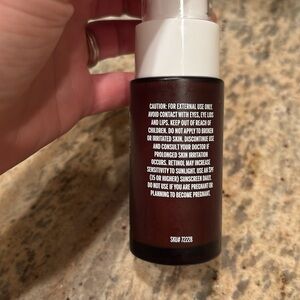 CAUTION: FOR EXTERNAL USE ONLY.
AVOID CONTACT WITH EYES, EYE LIDS
AND LIPS. KEEP OUT OF REACH OF
CHILDREN. DO NOT APPLY TO BROKEN
OR IRRITATED SKIN. DISCONTINUE USE
AND CONSULT YOUR DOCTOR IF
PROLONGED SKIN IRRITATION
OCCURS. RETINOL MAY INCREASE
SENSITIVITY TO SUNLIGHT. USE AN SPF
(15 OR HIGHER) SUNSCREEN DAILY.
DO NOT USE IF YOU ARE PREGNANT OR
PLANNING TO BECOME PREGNANT.
SKU# 72228